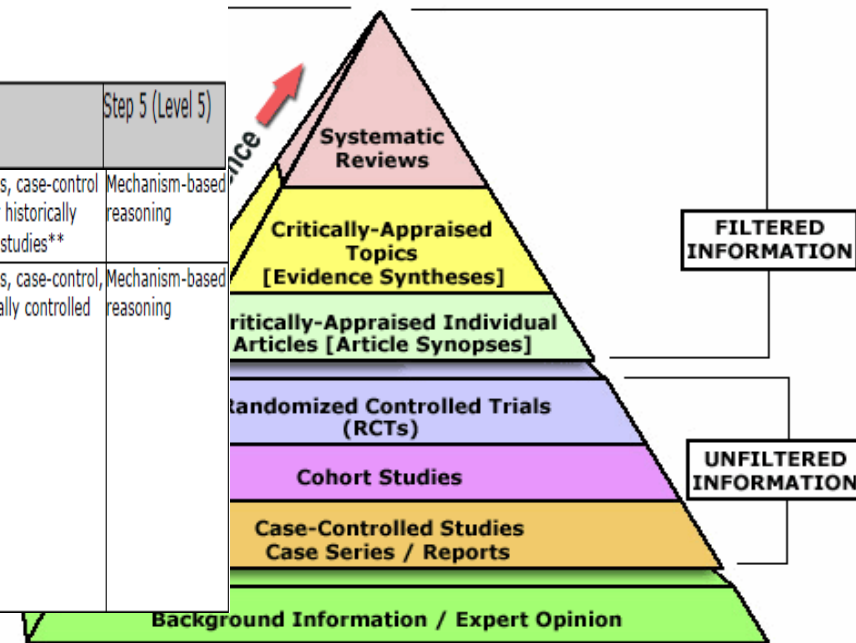 Step 5 (Level 5)
s, case-control
historically
studies**
Mechanism-based
reasoning
s, case-control,
ally controlled
Mechanism-based
reasoning
nce
Systematic
Reviews
Critically-Appraised
Topics
[Evidence Syntheses]
ritically-Appraised Individual
Articles [Article Synopses]
Randomized Controlled Trials
(RCTs)
Cohort Studies
Case-Controlled Studies
Case Series / Reports
Background Information / Expert Opinion
FILTERED
INFORMATION
UNFILTERED
INFORMATION